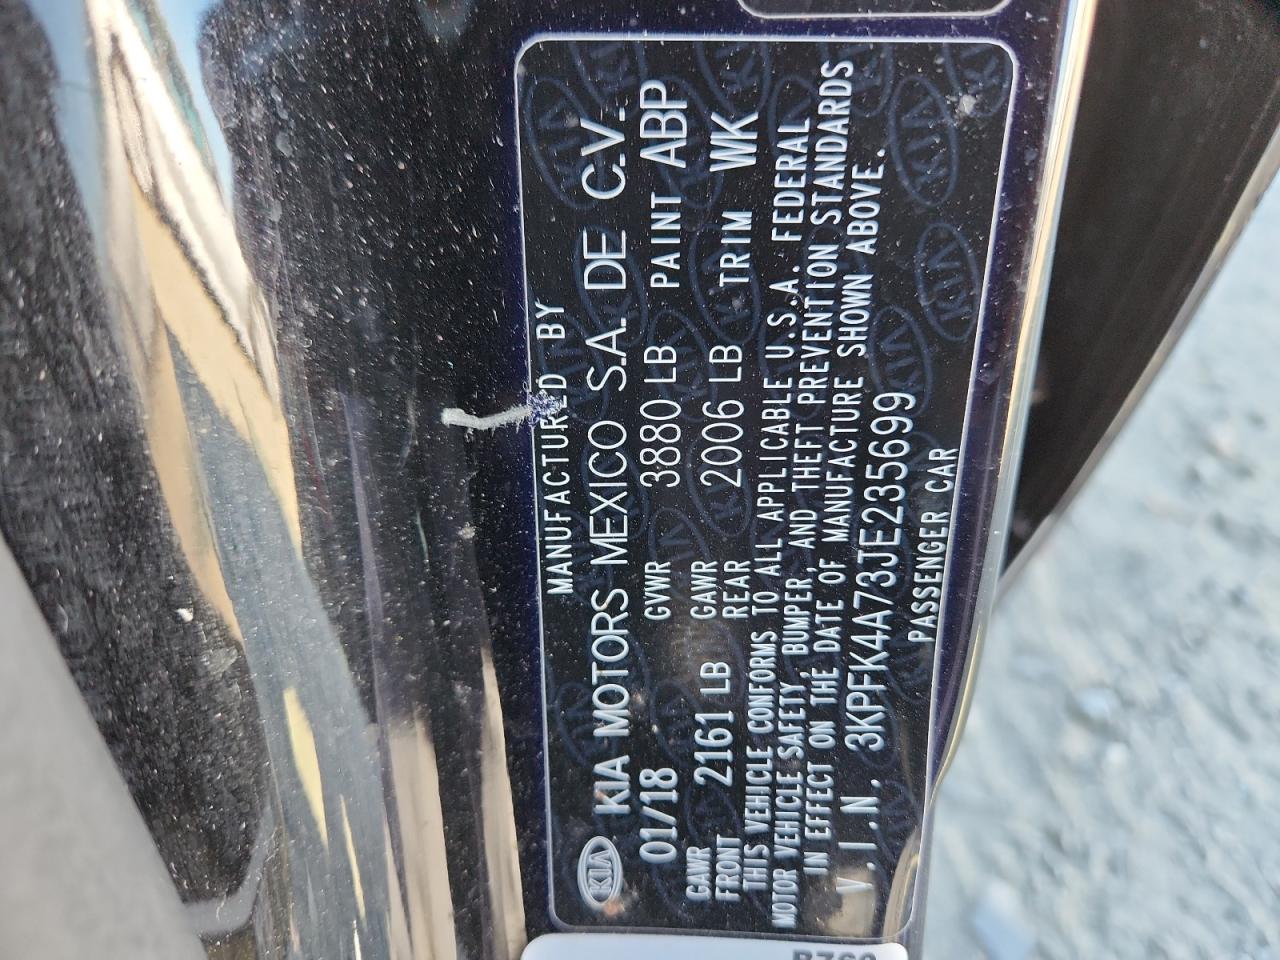 MANUFACTURED BY
KIA KIA MOTORS MEXICO S.A. DE C.V.
01/18 GVWR 3880 LB PAINT ABP
GAWR FRONT 2161 LB GAWR REAR 2006 LB TRIM WK
THIS VEHICLE CONFORMS TO ALL APPLICABLE U.S.A. FEDERAL
MOTOR VEHICLE SAFETY, BUMPER, AND THEFT PREVENTION STANDARDS
IN EFFECT ON THE DATE OF MANUFACTURE SHOWN ABOVE.
V.I.N. 3KPFK4A73JE235699
PASSENGER CAR